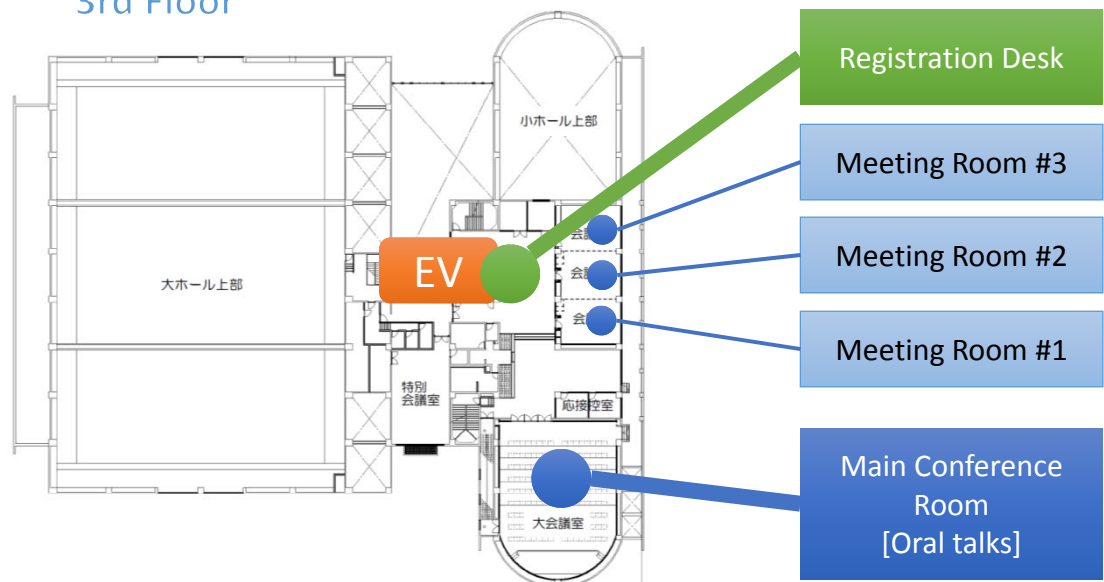 3rd Floor
Registration Desk
小ホール上部
Meeting Room #3
会
EV
会
Meeting Room #2
大ホール上部
会
Meeting Room #1
特別
会議室
応接控室
Main Conference
Room
[Oral talks]
大会議室